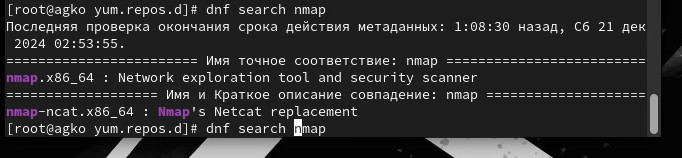 [root@agko yum.repos.d]# dnf search nmap
Последняя проверка окончания срока действия метаданных: 1:08:30 назад, Сб 21 дек
2024 02:53:55.
======================== Имя точное соответствие: nmap =========================
nmap.x86_64 : Network exploration tool and security scanner
=================== Имя и Краткое описание совпадение: nmap ====================
nmap-ncat.x86_64 : Nmap's Netcat replacement
[root@agko yum.repos.d]# dnf search nmap